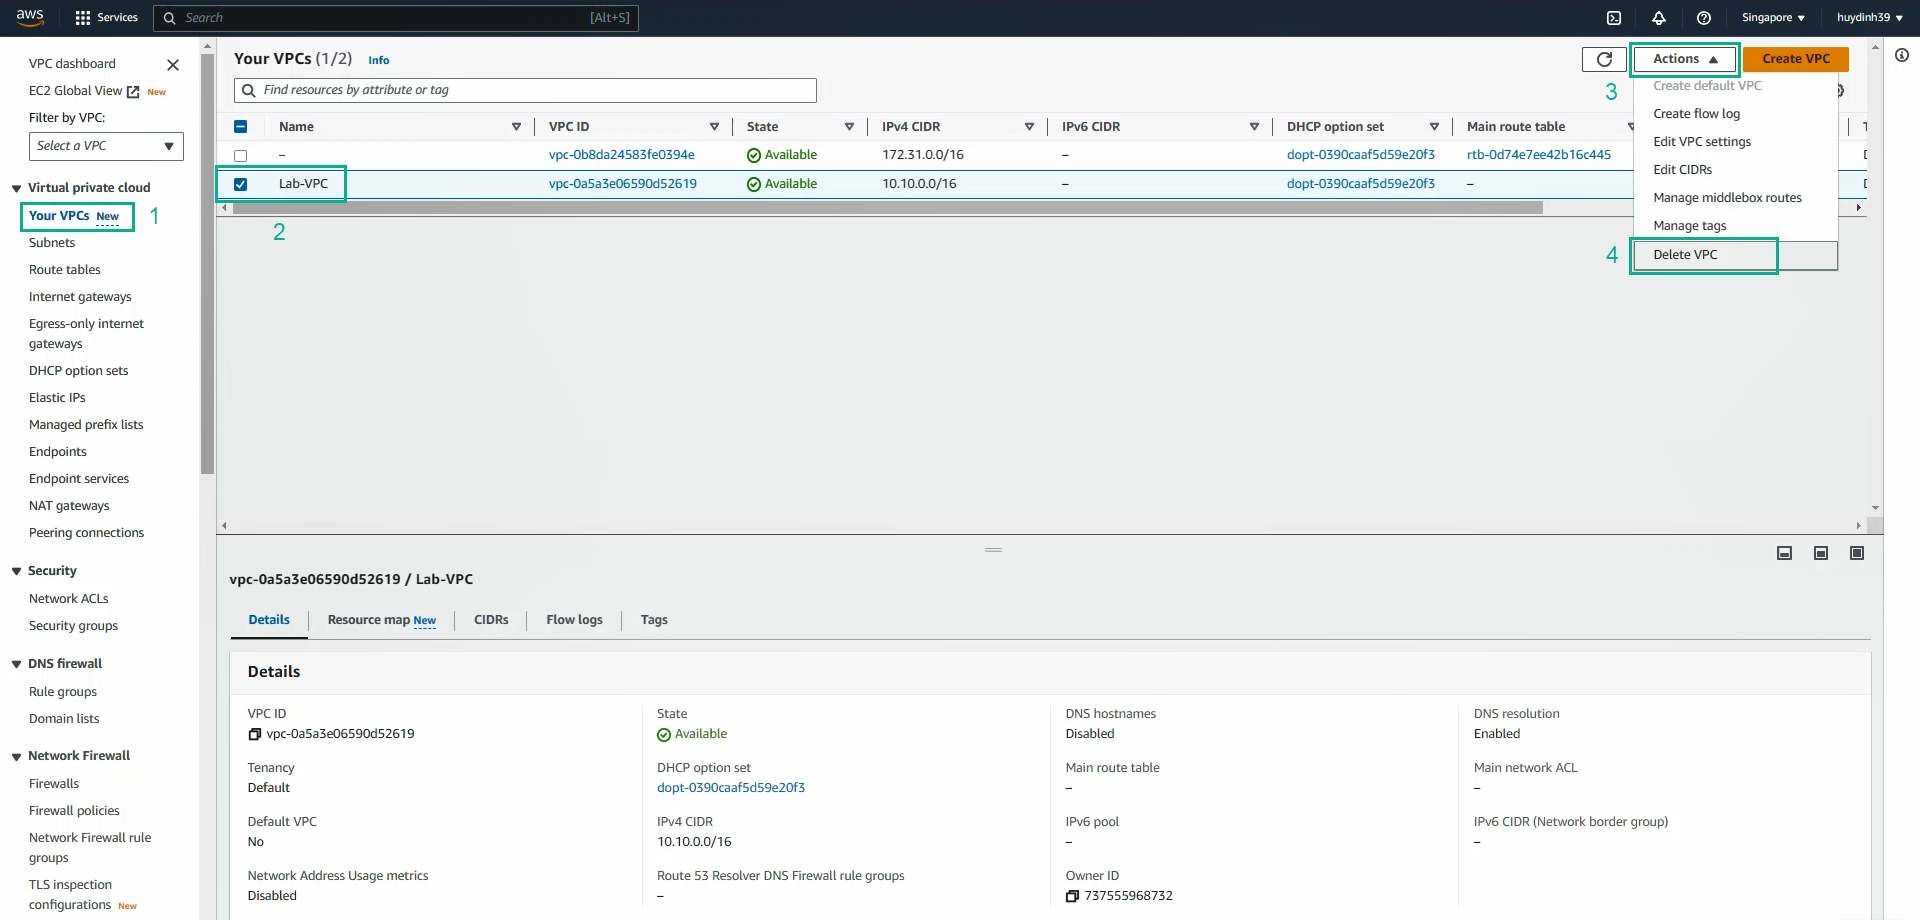 aws
Services
Search
[Alt+S]
Singapore
huydinh39
VPC dashboard
EC2 Global View New
Filter by VPC:
Select a VPC
Virtual private cloud
Your VPCs New
1
Subnets
Route tables
Internet gateways
Egress-only internet
gateways
DHCP option sets
Elastic IPs
Managed prefix lists
Endpoints
Endpoint services
NAT gateways
Peering connections
Security
Network ACLs
Security groups
DNS firewall
Rule groups
Domain lists
Network Firewall
Firewalls
Firewall policies
Network Firewall rule
groups
TLS inspection
configurations New
Your VPCs (1/2) Info
Actions
Create VPC
Find resources by attribute or tag
3
Create default VPC
Create flow log
Edit VPC settings
Edit CIDRs
Manage middlebox routes
Manage tags
4
Delete VPC
Name VPC ID State IPv4 CIDR IPv6 CIDR DHCP option set Main route table
– vpc-0b8da24583fe0394e Available 172.31.0.0/16 – dopt-0390caaf5d59e20f3 rtb-0d74e7ee42b16c445
Lab-VPC vpc-0a5a3e06590d52619 Available 10.10.0.0/16 – dopt-0390caaf5d59e20f3 –
2
vpc-0a5a3e06590d52619 / Lab-VPC
Details Resource map New CIDRs Flow logs Tags
Details
VPC ID
vpc-0a5a3e06590d52619
State
Available
DNS hostnames
Disabled
DNS resolution
Enabled
Tenancy
Default
DHCP option set
dopt-0390caaf5d59e20f3
Main route table
–
Main network ACL
–
Default VPC
No
IPv4 CIDR
10.10.0.0/16
IPv6 pool
–
IPv6 CIDR (Network border group)
–
Network Address Usage metrics
Disabled
Route 53 Resolver DNS Firewall rule groups
–
Owner ID
737555968732